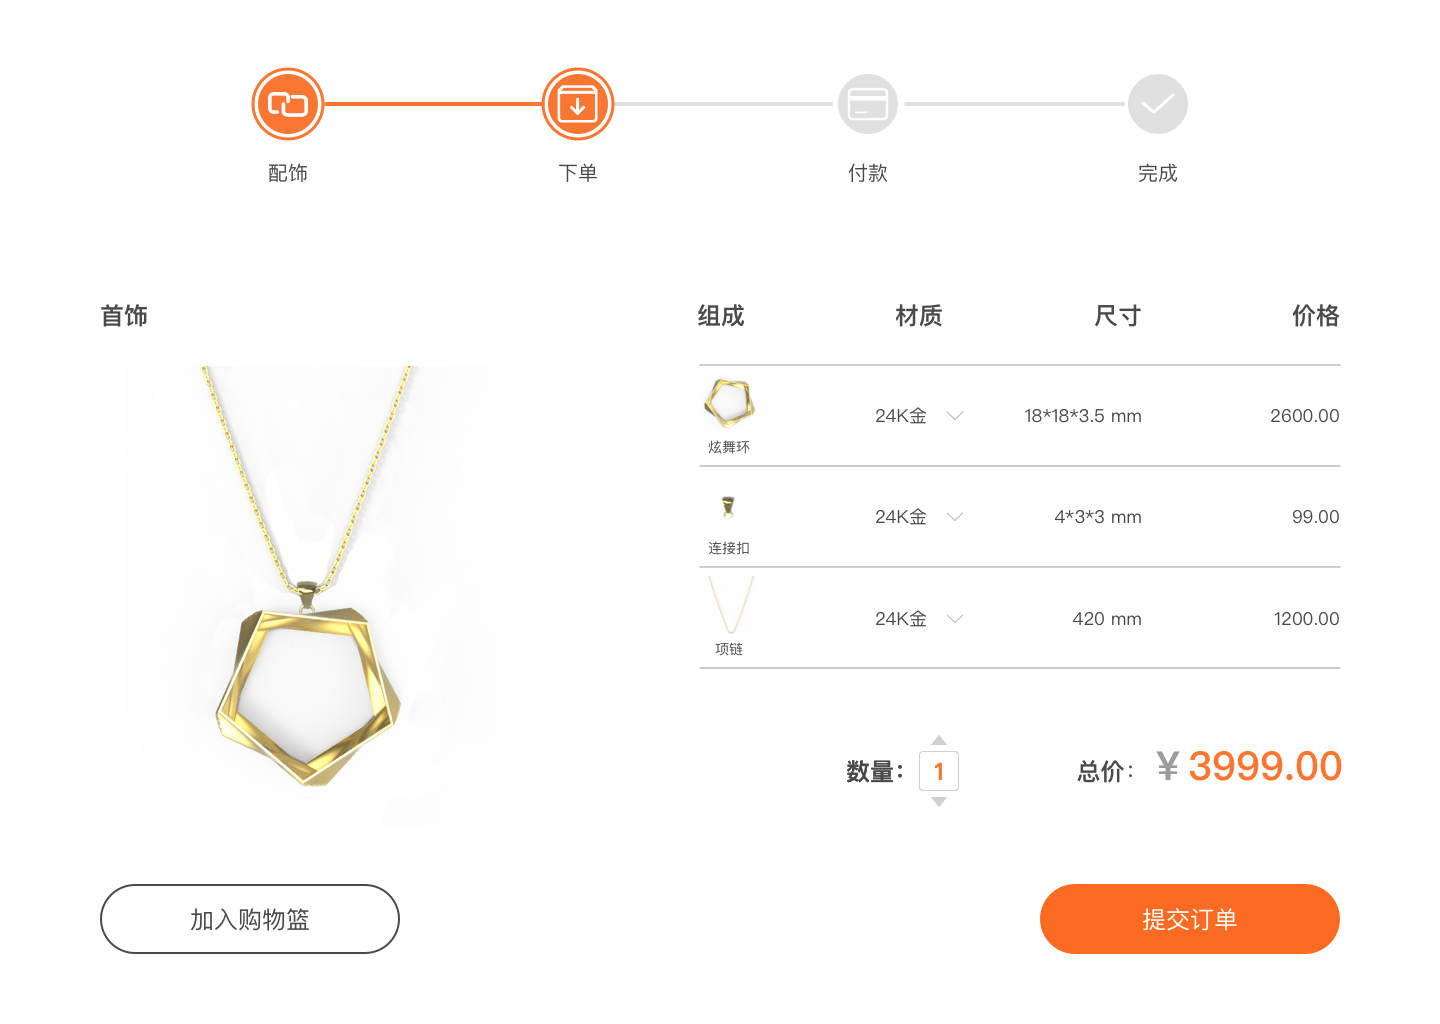 配饰
下单
付款
完成
首饰
组成 材质 尺寸 价格
炫舞环 24K金 18*18*3.5 mm 2600.00
连接扣 24K金 4*3*3 mm 99.00
项链 24K金 420 mm 1200.00
数量： 1 总价： ¥ 3999.00
加入购物篮
提交订单